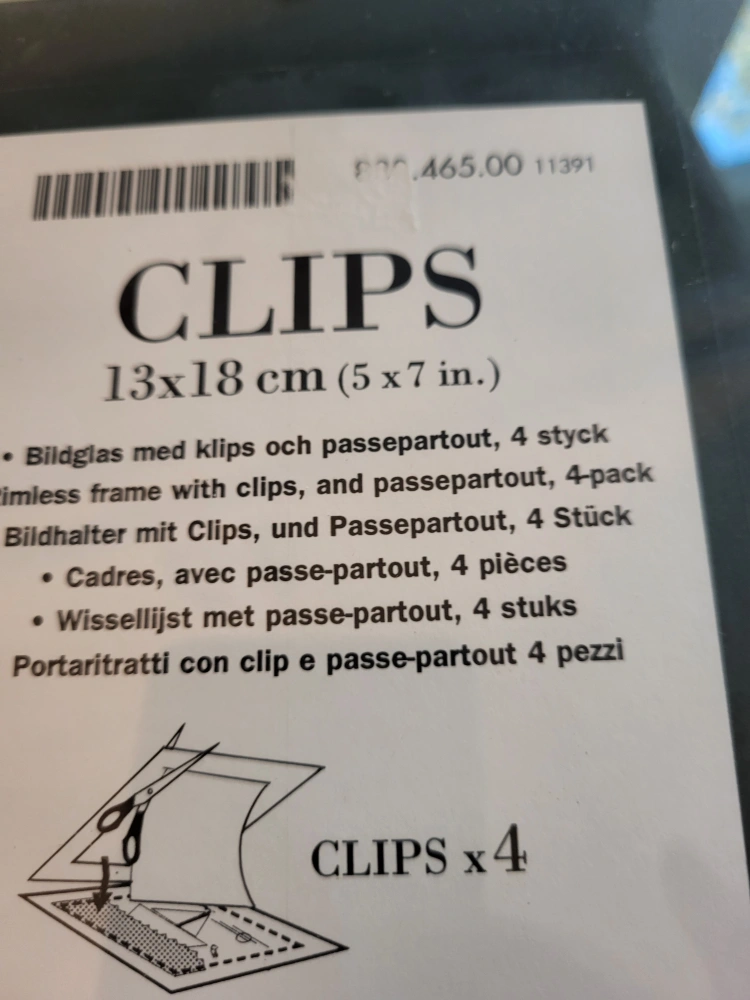 .465.00 11391
CLIPS
13x18 cm (5 x 7 in.)
• Bildglas med klips och passepartout, 4 styck
imless frame with clips, and passepartout, 4-pack
Bildhalter mit Clips, und Passepartout, 4 Stück
• Cadres, avec passe-partout, 4 pièces
• Wissellijst met passe-partout, 4 stuks
Portaritratti con clip e passe-partout 4 pezzi
CLIPS x 4